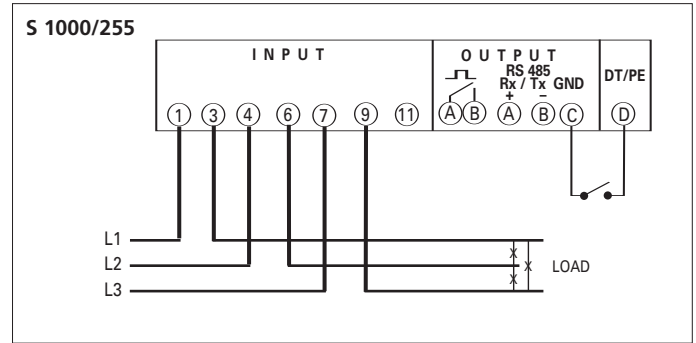 S 1000/255
INPUT
OUTPUT
RS 485
Rx / Tx GND
+ –
DT/PE
1 3 4 6 7 9 11 A B A B C D
L1
L2
L3
X
X X
X
LOAD